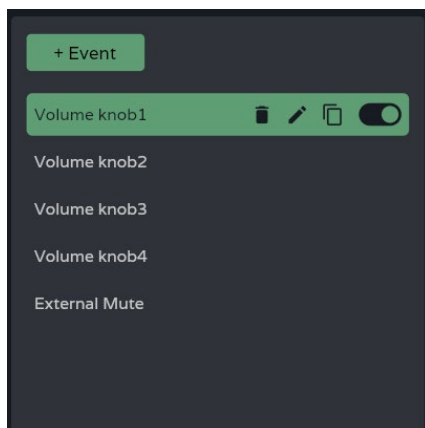 + Event
Volume knob1
Volume knob2
Volume knob3
Volume knob4
External Mute